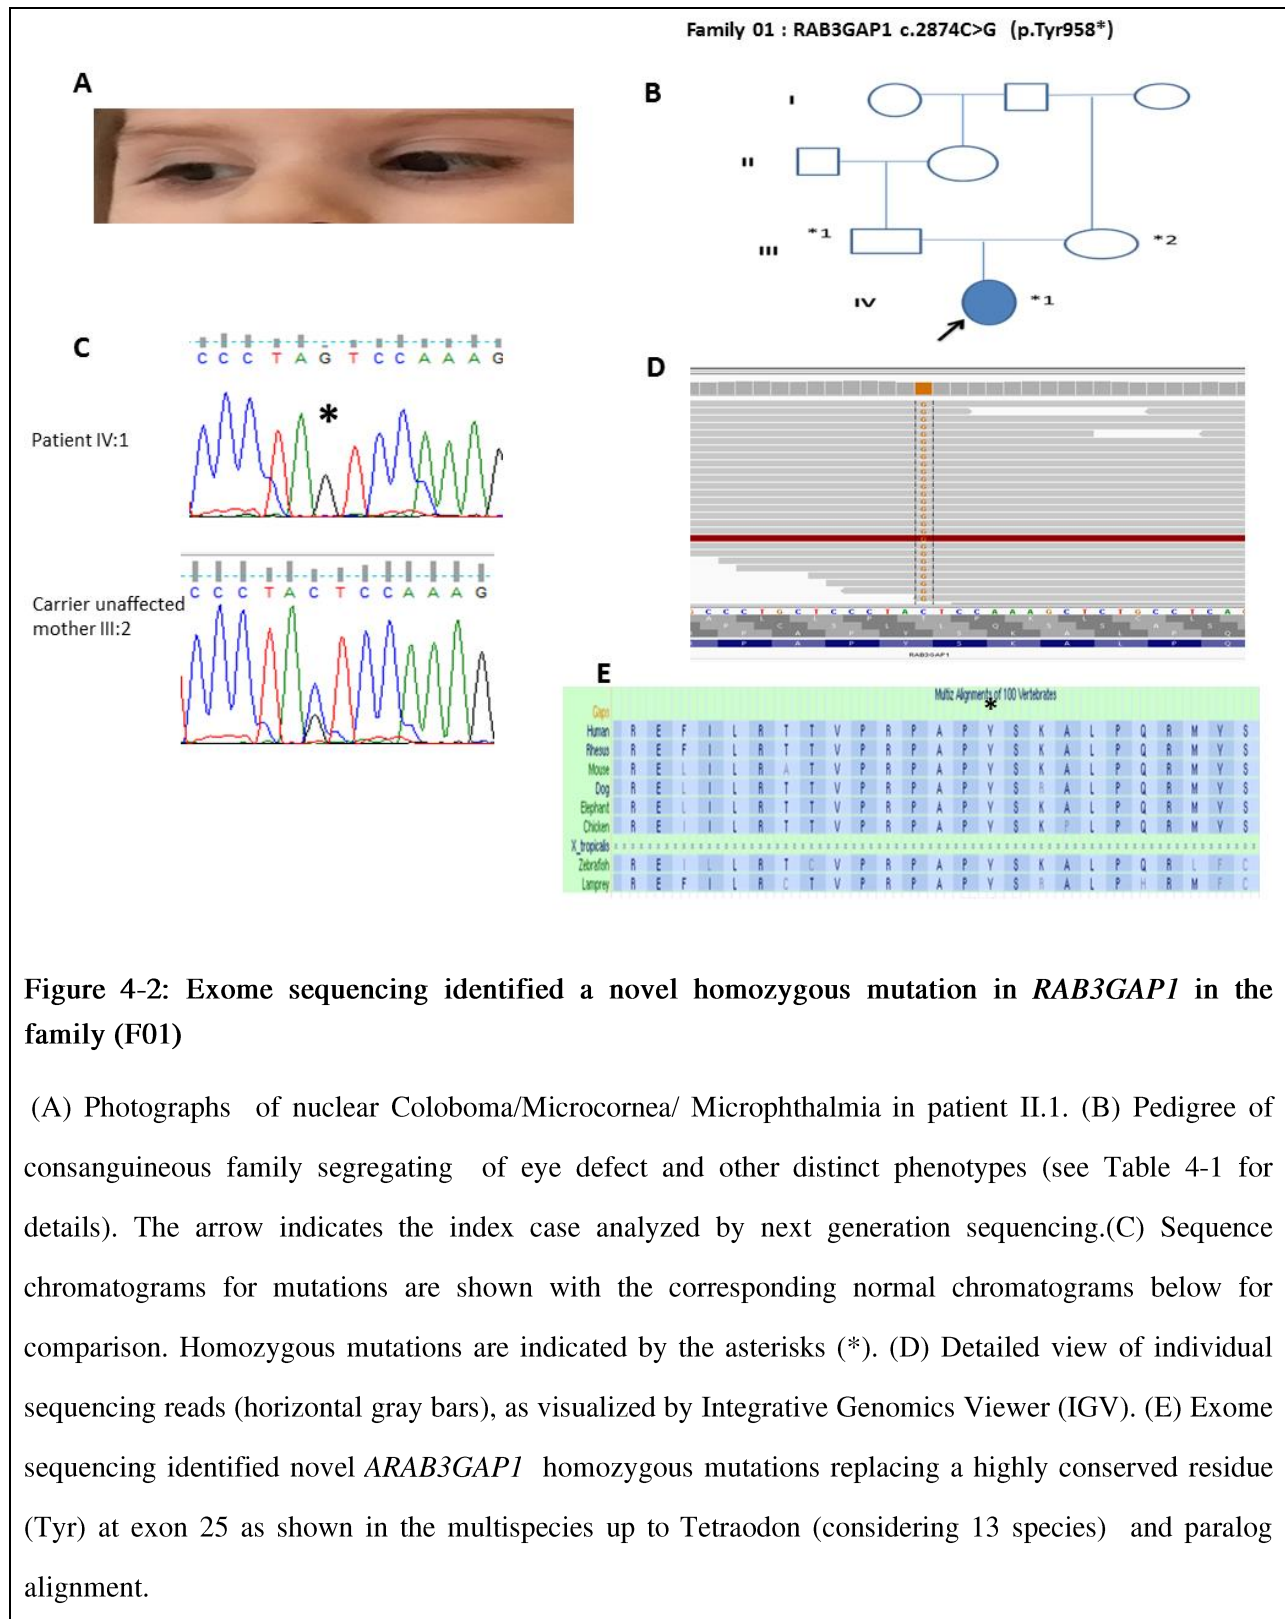 Family 01 : RAB3GAP1 c.2874C>G (p.Tyr958*)
A
B
I
II
*1
*2
III
IV
*1
C
C C C T A G T C C A A A G
*
Patient IV:1
C C C T A C T C C A A A G
Carrier unaffected
mother III:2
D
C C C T G C T C C C T A C T C C A A A G C T C T G C C T C A
P A P Y S K A L P Q
RAB3GAP1
E
Multiz Alignments of 100 Vertebrates
*
Gaps
Human R E F I L R T T V P R P A P Y S K A L P Q R M Y S
Rhesus R E F I L R T T V P R P A P Y S K A L P Q R M Y S
Mouse R E L I L R A T V P R P A P Y S K A L P Q R M Y S
Dog R E L I L R T T V P R P A P Y S R A L P Q R M Y S
Elephant R E L I L R T T V P R P A P Y S K A L P Q R M Y S
Chicken R E I I L R T T V P R P A P Y S K P L P Q R M Y S
X_tropicalis
Zebrafish R E I L L R T C V P R P A P Y S K A L P Q R L F C
Lamprey R E F I L R C T V P R P A P Y S R A L P H R M F C
Figure 4-2: Exome sequencing identified a novel homozygous mutation in RAB3GAP1 in the
family (F01)
(A) Photographs of nuclear Coloboma/Microcornea/ Microphthalmia in patient II.1. (B) Pedigree of
consanguineous family segregating of eye defect and other distinct phenotypes (see Table 4-1 for
details). The arrow indicates the index case analyzed by next generation sequencing.(C) Sequence
chromatograms for mutations are shown with the corresponding normal chromatograms below for
comparison. Homozygous mutations are indicated by the asterisks (*). (D) Detailed view of individual
sequencing reads (horizontal gray bars), as visualized by Integrative Genomics Viewer (IGV). (E) Exome
sequencing identified novel ARAB3GAP1 homozygous mutations replacing a highly conserved residue
(Tyr) at exon 25 as shown in the multispecies up to Tetraodon (considering 13 species) and paralog
alignment.